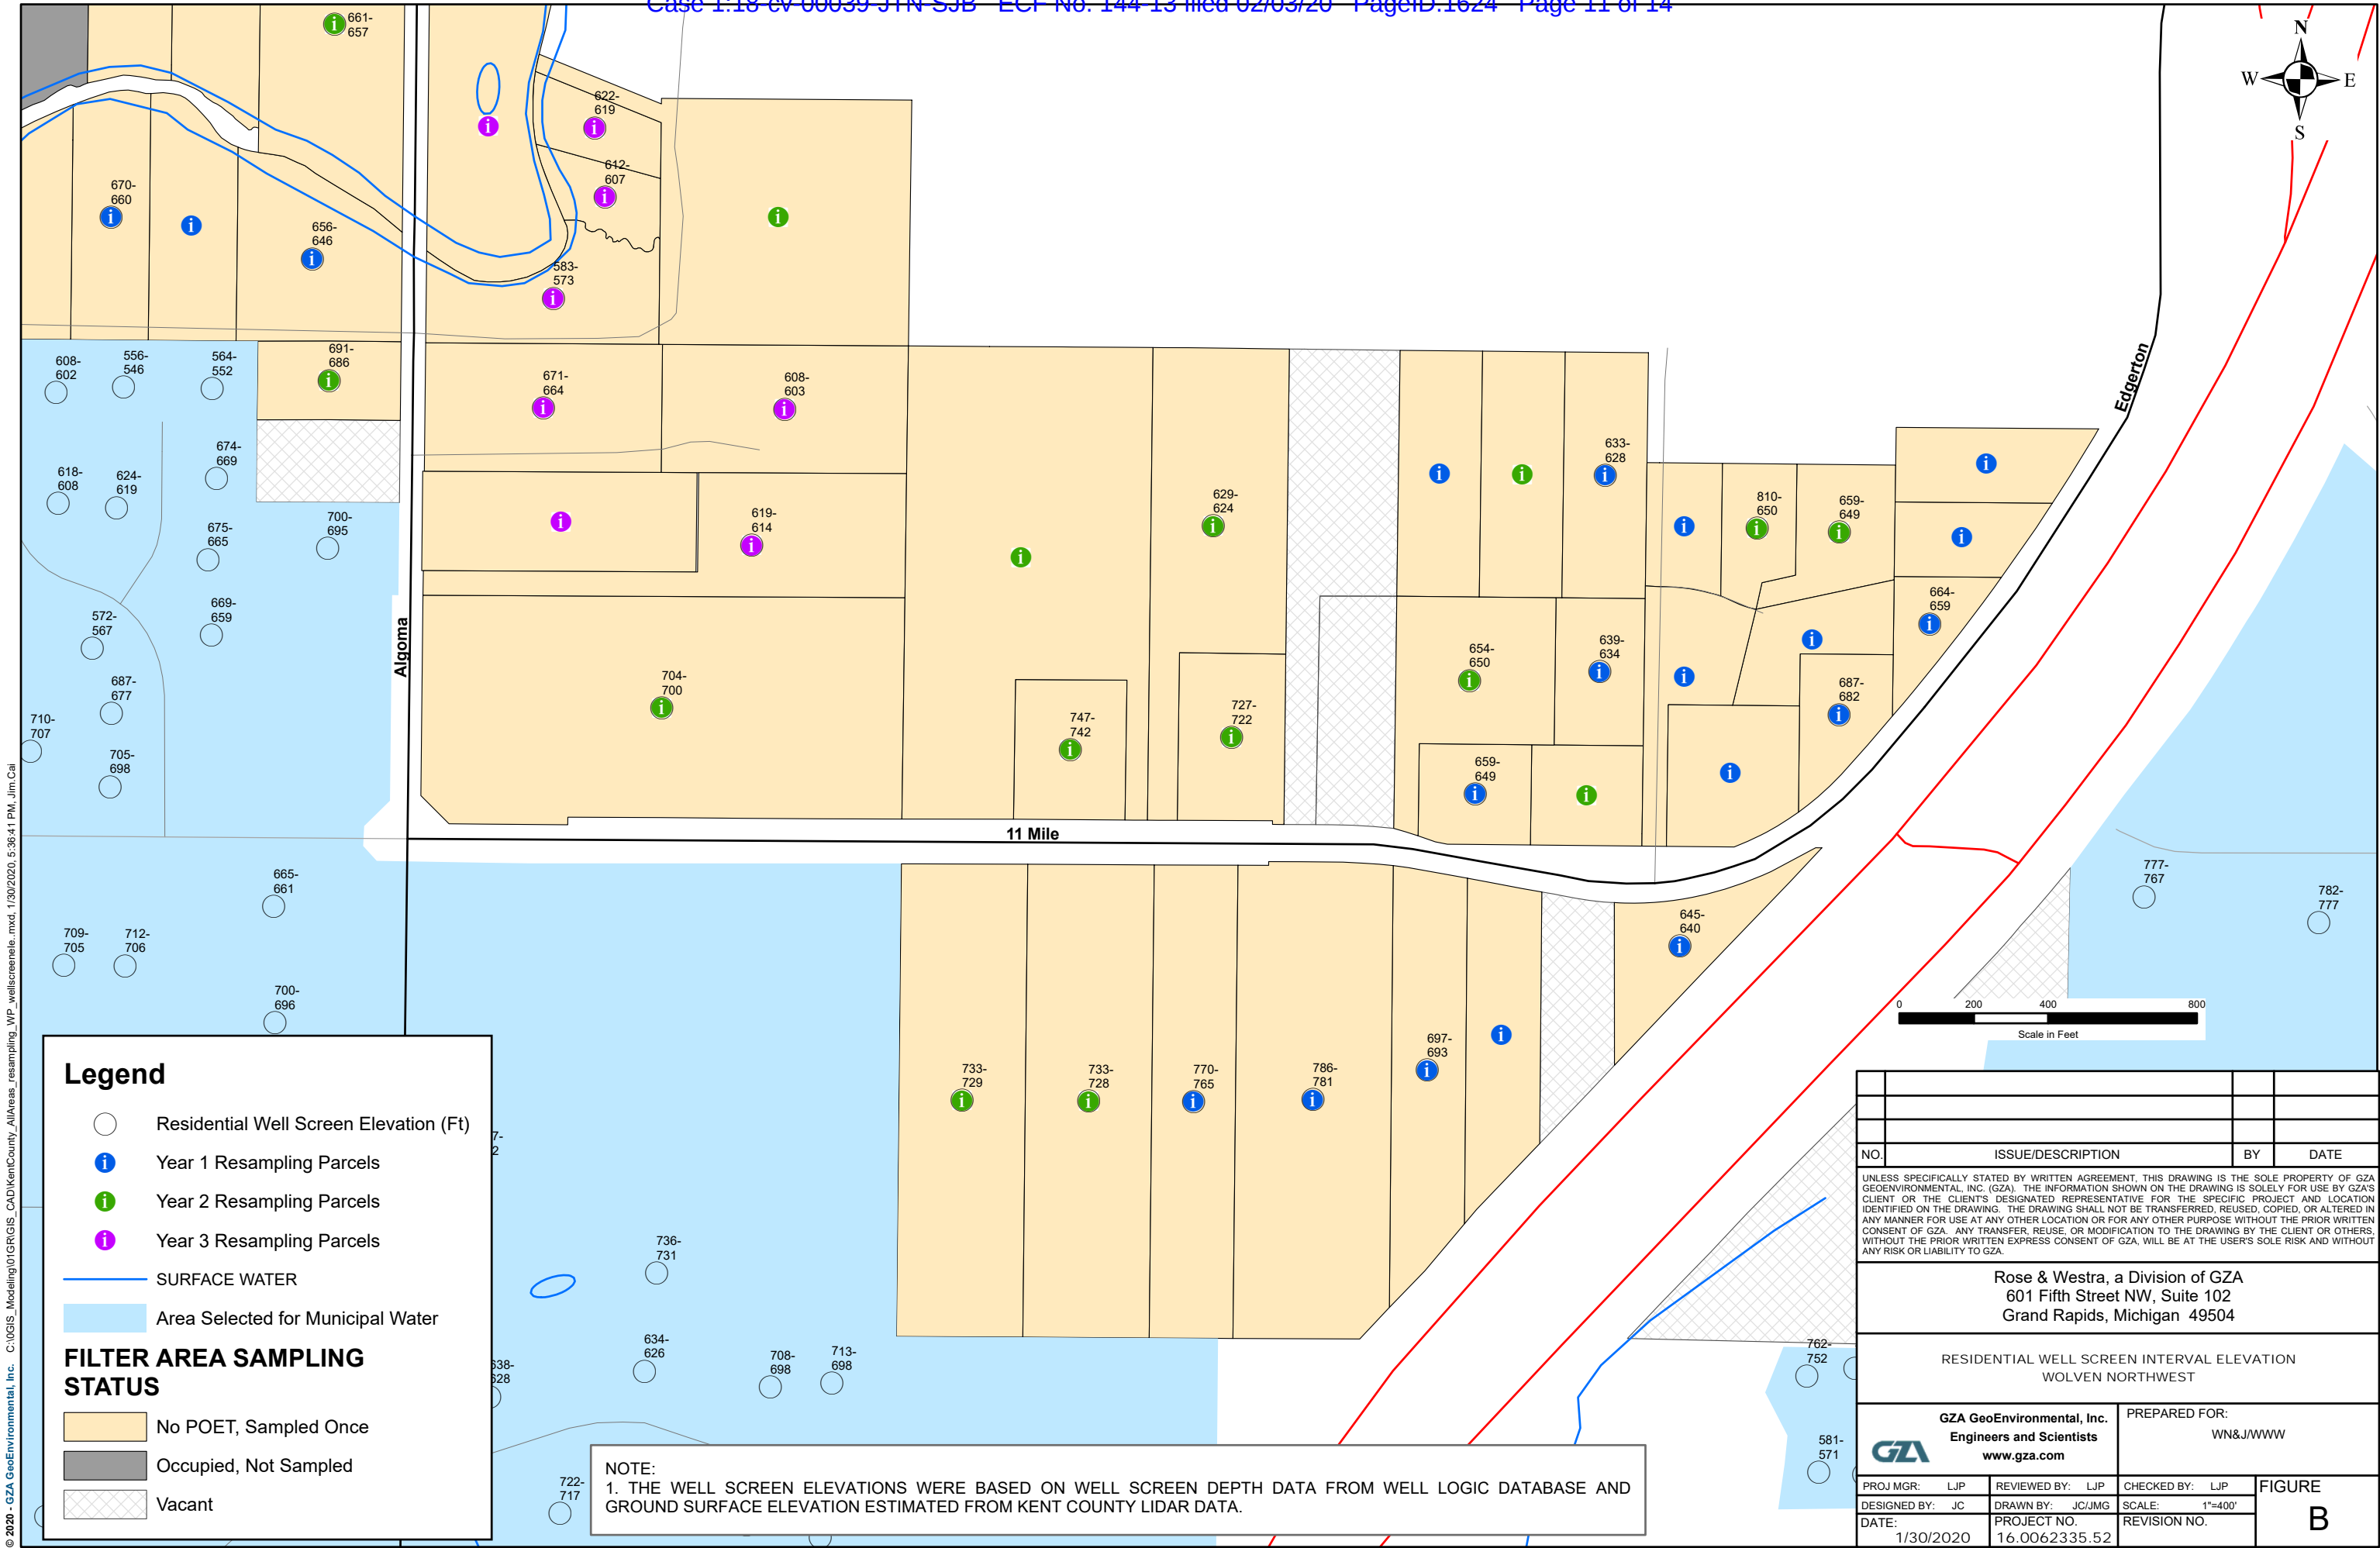 Case 1:18-cv-00039-JTN-SJB ECF No. 144-13 filed 02/03/20 PageID.1624 Page 11 of 14
661-
657
N
W
E
S
622-
619
612-
607
670-
660
656-
646
583-
573
608-
602
556-
546
564-
552
691-
686
671-
664
608-
603
Edgerton
618-
608
624-
619
674-
669
675-
665
700-
695
619-
614
629-
624
633-
628
810-
650
659-
649
572-
567
669-
659
Algoma
664-
659
654-
650
639-
634
687-
677
704-
700
687-
682
710-
707
747-
742
727-
722
705-
698
659-
649
11 Mile
665-
661
777-
767
782-
777
709-
705
712-
706
645-
640
700-
696
0 200 400 800
Scale in Feet
697-
693
733-
729
733-
728
770-
765
786-
781
7-
2
736-
731
634-
626
638-
628
708-
698
713-
698
762-
752
581-
571
722-
717
Legend
Residential Well Screen Elevation (Ft)
i Year 1 Resampling Parcels
i Year 2 Resampling Parcels
i Year 3 Resampling Parcels
SURFACE WATER
Area Selected for Municipal Water
FILTER AREA SAMPLING
STATUS
No POET, Sampled Once
Occupied, Not Sampled
Vacant
NOTE:
1. THE WELL SCREEN ELEVATIONS WERE BASED ON WELL SCREEN DEPTH DATA FROM WELL LOGIC DATABASE AND
GROUND SURFACE ELEVATION ESTIMATED FROM KENT COUNTY LIDAR DATA.
NO. ISSUE/DESCRIPTION BY DATE
UNLESS SPECIFICALLY STATED BY WRITTEN AGREEMENT, THIS DRAWING IS THE SOLE PROPERTY OF GZA
GEOENVIRONMENTAL, INC. (GZA). THE INFORMATION SHOWN ON THE DRAWING IS SOLELY FOR USE BY GZA'S
CLIENT OR THE CLIENT'S DESIGNATED REPRESENTATIVE FOR THE SPECIFIC PROJECT AND LOCATION
IDENTIFIED ON THE DRAWING. THE DRAWING SHALL NOT BE TRANSFERRED, REUSED, COPIED, OR ALTERED IN
ANY MANNER FOR USE AT ANY OTHER LOCATION OR FOR ANY OTHER PURPOSE WITHOUT THE PRIOR WRITTEN
CONSENT OF GZA. ANY TRANSFER, REUSE, OR MODIFICATION TO THE DRAWING BY THE CLIENT OR OTHERS,
WITHOUT THE PRIOR WRITTEN EXPRESS CONSENT OF GZA, WILL BE AT THE USER'S SOLE RISK AND WITHOUT
ANY RISK OR LIABILITY TO GZA.
Rose & Westra, a Division of GZA
601 Fifth Street NW, Suite 102
Grand Rapids, Michigan 49504
RESIDENTIAL WELL SCREEN INTERVAL ELEVATION
WOLVEN NORTHWEST
GZA
GZA GeoEnvironmental, Inc.
Engineers and Scientists
www.gza.com
PREPARED FOR:
WN&J/WWW
PROJ MGR: LJP REVIEWED BY: LJP CHECKED BY: LJP
DESIGNED BY: JC DRAWN BY: JC/JMG SCALE: 1"=400'
DATE: 1/30/2020 PROJECT NO. 16.0062335.52 REVISION NO.
FIGURE
B
© 2020 - GZA GeoEnvironmental, Inc. C:\0GIS_Modeling\01GR\GIS_CAD\KentCounty_AllAreas_resampling_WP_wellscreenele..mxd, 1/30/2020, 5:36:41 PM, Jim.Cai